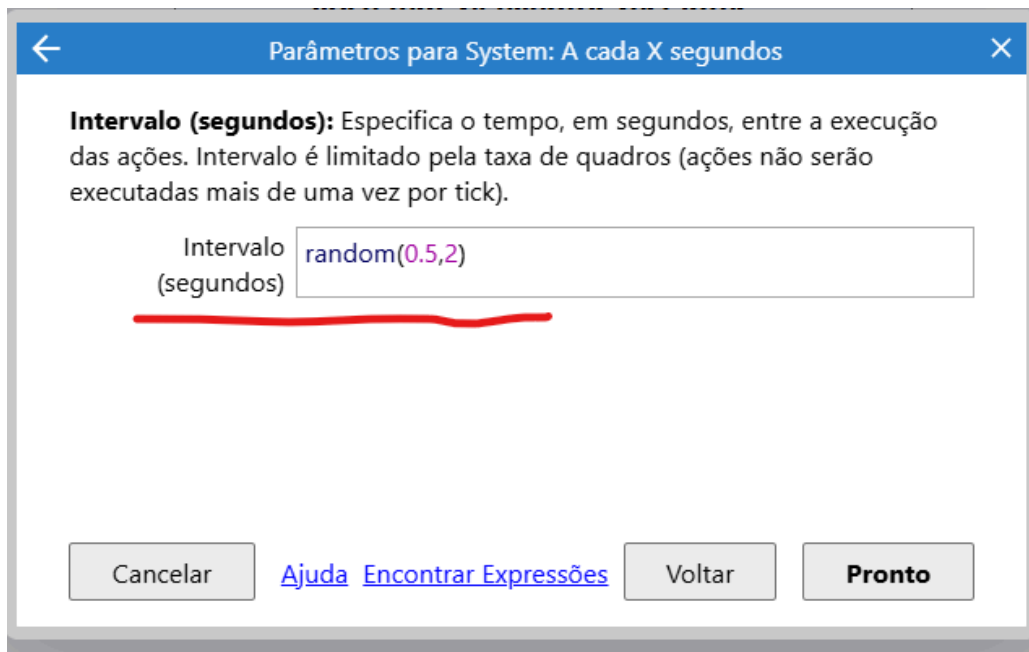 Parâmetros para System: A cada X segundos
Intervalo (segundos): Especifica o tempo, em segundos, entre a execução
das ações. Intervalo é limitado pela taxa de quadros (ações não serão
executadas mais de uma vez por tick).
Intervalo
(segundos)
random(0.5,2)
Cancelar
Ajuda
Encontrar Expressões
Voltar
Pronto